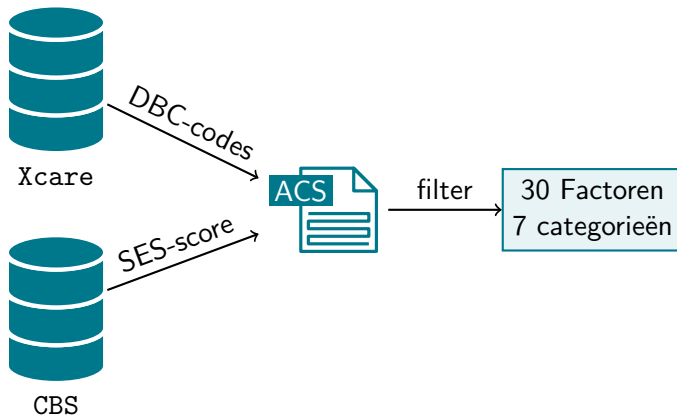 DBC-codes
Xcare
ACS
filter
30 Factoren
7 categorieën
SES-score
CBS